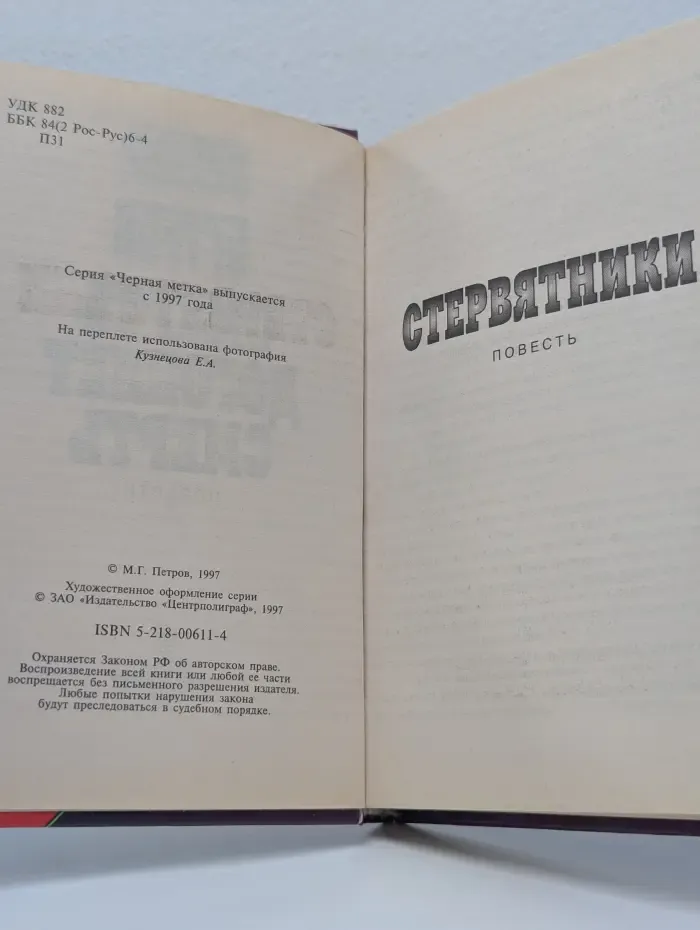 УДК 882
ББК 84(2 Рос-Рус)6-4
П31
Серия «Черная метка» выпускается
с 1997 года
На переплете использована фотография
Кузнецова Е.А.
© М.Г. Петров, 1997
Художественное оформление серии
© ЗАО «Издательство «Центрполиграф», 1997
ISBN 5-218-00611-4
Охраняется Законом РФ об авторском праве.
Воспроизведение всей книги или любой ее части
воспрещается без письменного разрешения издателя.
Любые попытки нарушения закона
будут преследоваться в судебном порядке.
СТЕРВЯТНИКИ
ПОВЕСТЬ